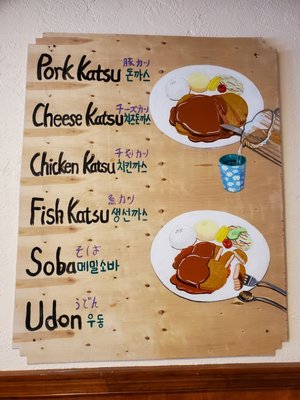 Pork Katsu 豚カツ 돈까스
Cheese Katsu チーズカツ 치즈돈까스
Chicken Katsu チキンカツ 치킨까스
Fish Katsu 魚カツ 생선까스
Soba そば 메밀소바
Udon うどん 우동